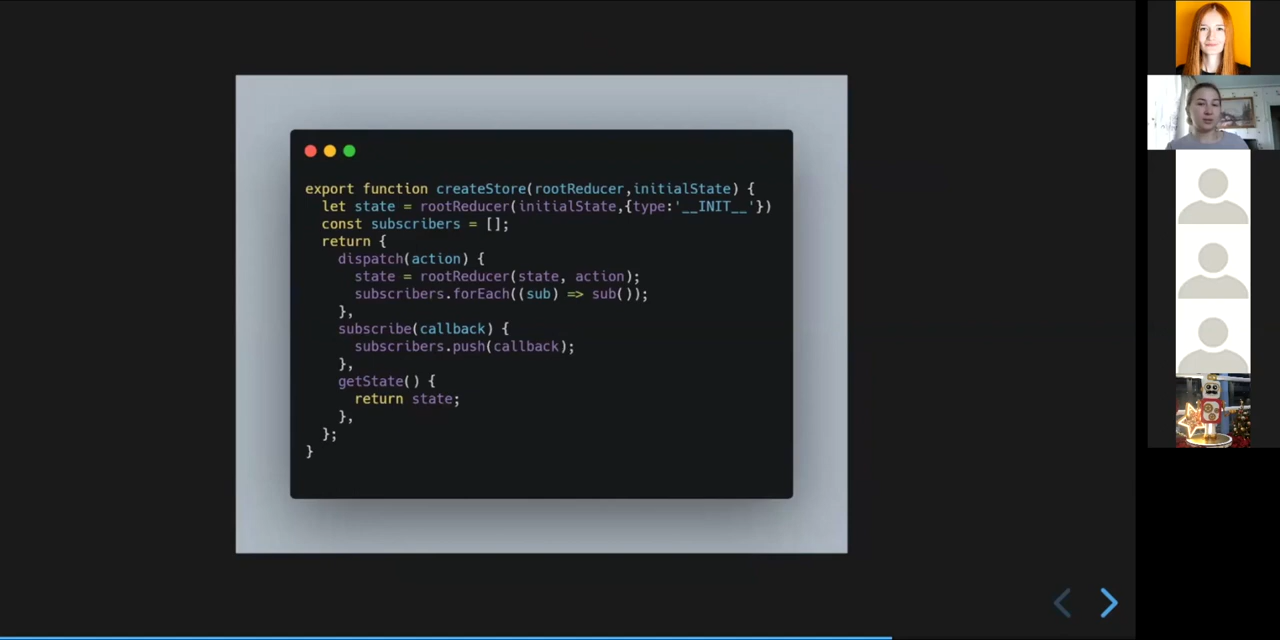 export function createStore(rootReducer,initialState) {
  let state = rootReducer(initialState,{type:'__INIT__'})
  const subscribers = [];
  return {
    dispatch(action) {
      state = rootReducer(state, action);
      subscribers.forEach((sub) => sub());
    },
    subscribe(callback) {
      subscribers.push(callback);
    },
    getState() {
      return state;
    },
  };
}